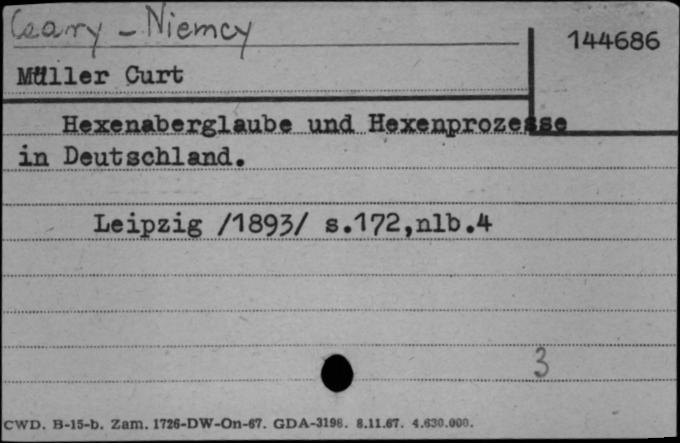 Czary - Niemcy
144686
Müller Curt
Hexenaberglaube und Hexenprozesse
in Deutschland.
Leipzig /1893/ s.172,nlb.4
3
CWD. B-15-b. Zam. 1726-DW-On-67. GDA-3198. 8.11.67. 4.630.000.